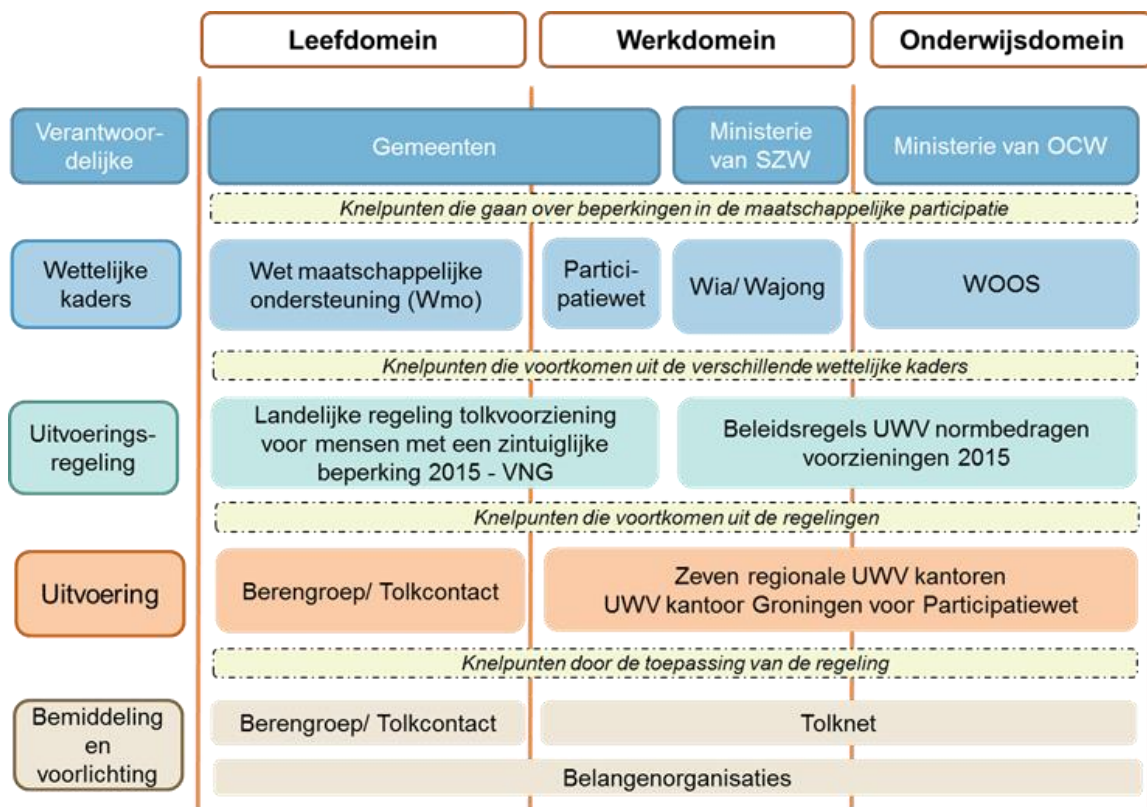 Leefdomein
Werkdomein
Onderwijsdomein
Verantwoor-
delijke
Gemeenten
Ministerie
van SZW
Ministerie van OCW
Knelpunten die gaan over beperkingen in de maatschappelijke participatie
Wettelijke
kaders
Wet maatschappelijke
ondersteuning (Wmo)
Partici-
patiewet
Wia/ Wajong
WOOS
Knelpunten die voortkomen uit de verschillende wettelijke kaders
Uitvoerings-
regeling
Landelijke regeling tolkvoorziening
voor mensen met een zintuiglijke
beperking 2015 - VNG
Beleidsregels UWV normbedragen
voorzieningen 2015
Knelpunten die voortkomen uit de regelingen
Uitvoering
Berengroep/ Tolkcontact
Zeven regionale UWV kantoren
UWV kantoor Groningen voor Participatiewet
Knelpunten door de toepassing van de regeling
Bemiddeling
en
voorlichting
Berengroep/ Tolkcontact
Tolknet
Belangenorganisaties